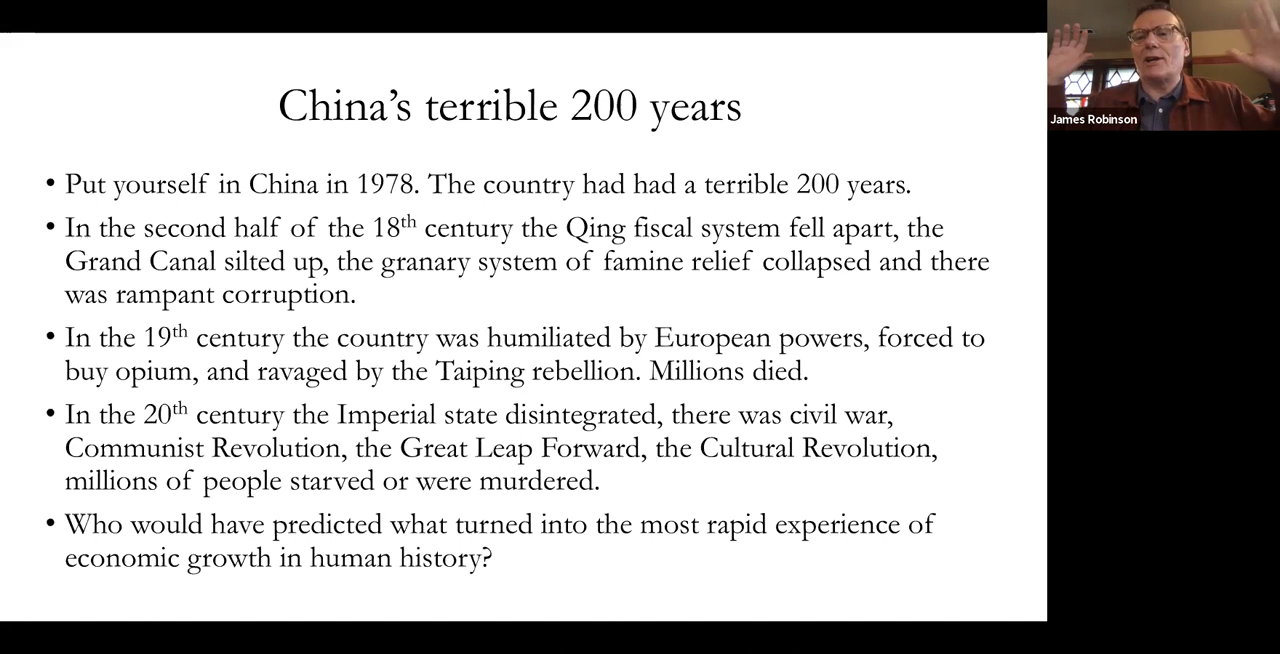 China’s terrible 200 years
• Put yourself in China in 1978. The country had had a terrible 200 years.
• In the second half of the 18th century the Qing fiscal system fell apart, the
Grand Canal silted up, the granary system of famine relief collapsed and there
was rampant corruption.
• In the 19th century the country was humiliated by European powers, forced to
buy opium, and ravaged by the Taiping rebellion. Millions died.
• In the 20th century the Imperial state disintegrated, there was civil war,
Communist Revolution, the Great Leap Forward, the Cultural Revolution,
millions of people starved or were murdered.
• Who would have predicted what turned into the most rapid experience of
economic growth in human history?
James Robinson